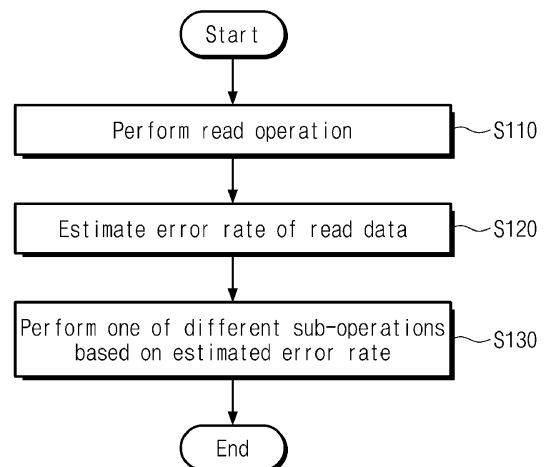 Start
Perform read operation
S110
Estimate error rate of read data
S120
Perform one of different sub-operations
based on estimated error rate
S130
End